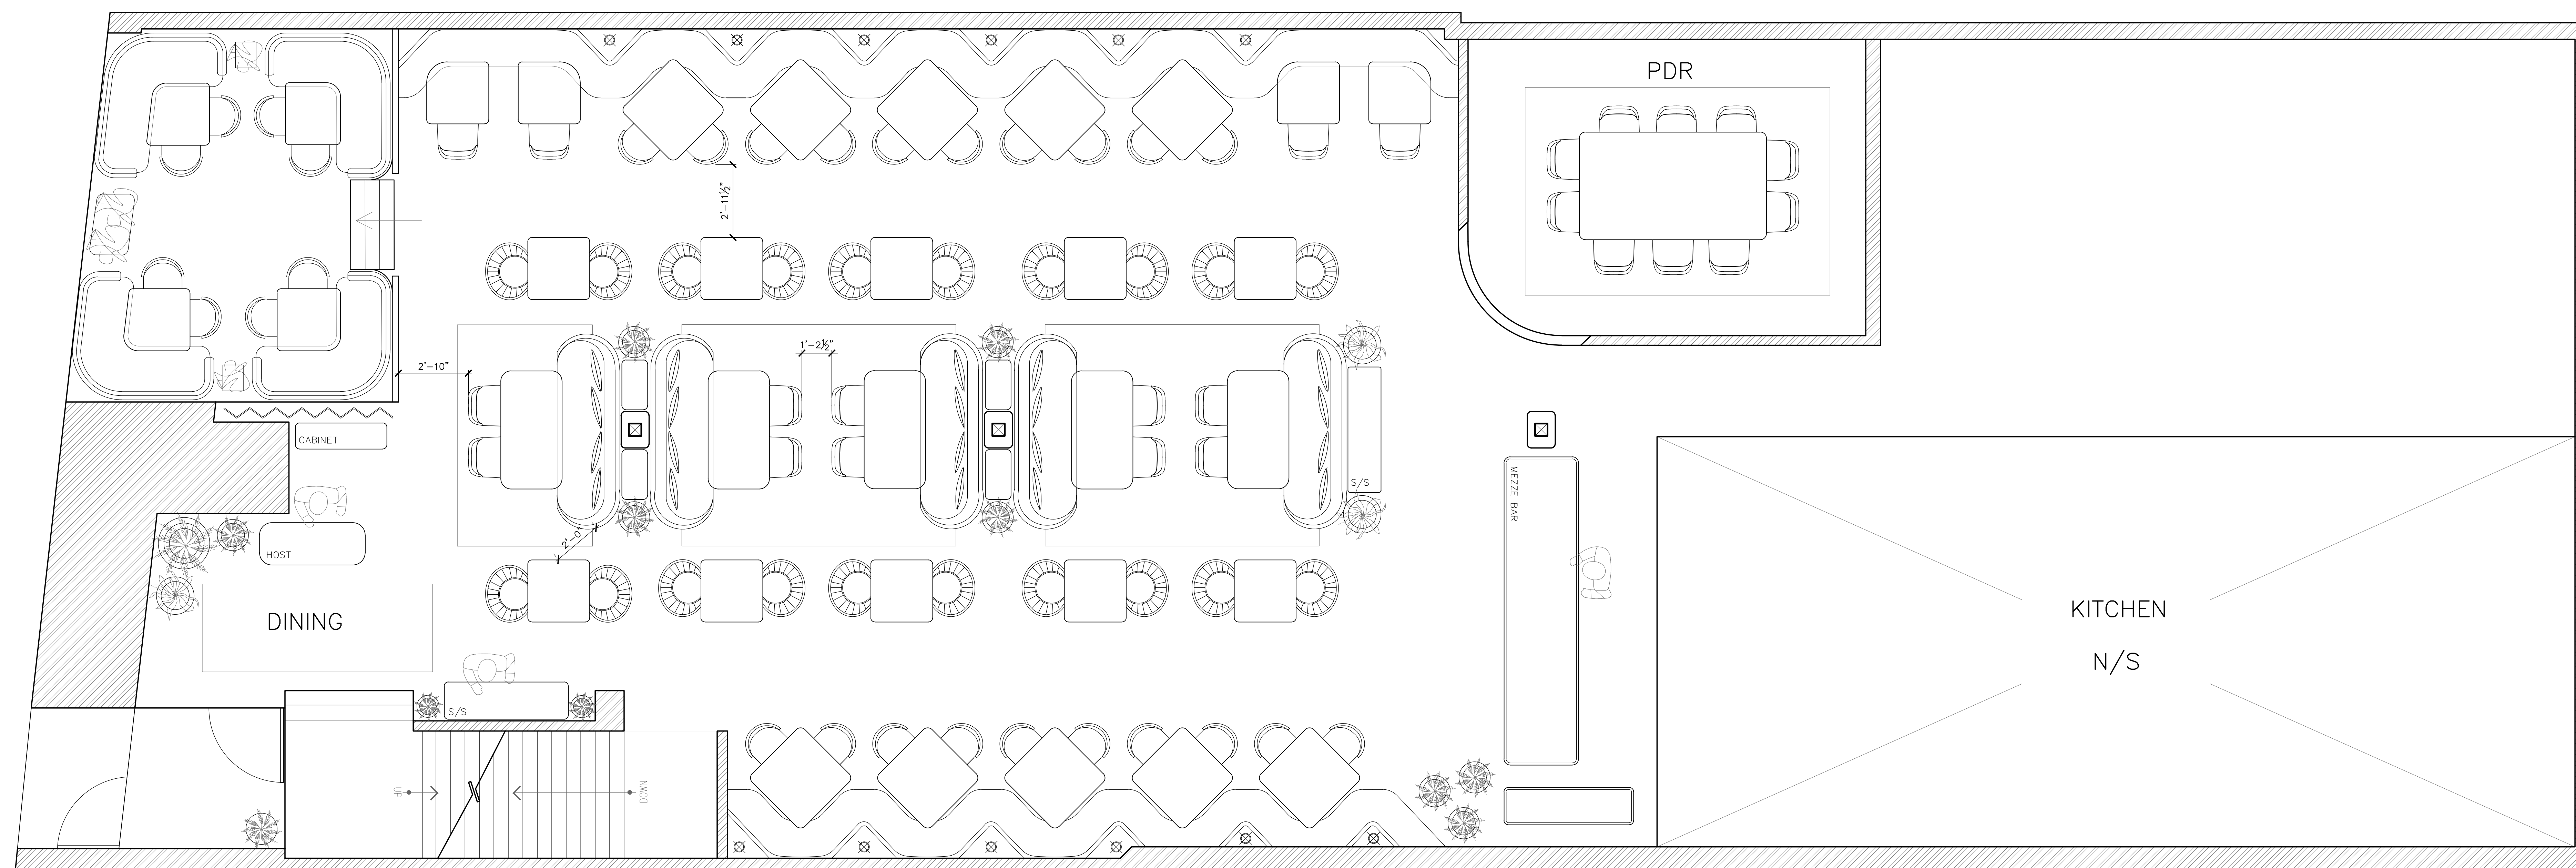 PDR
2'-11½"
1'-2½"
2'-10"
CABINET
S/S
MEZZE BAR
2'-0"
HOST
DINING
KITCHEN
N/S
S/S
UP
DOWN